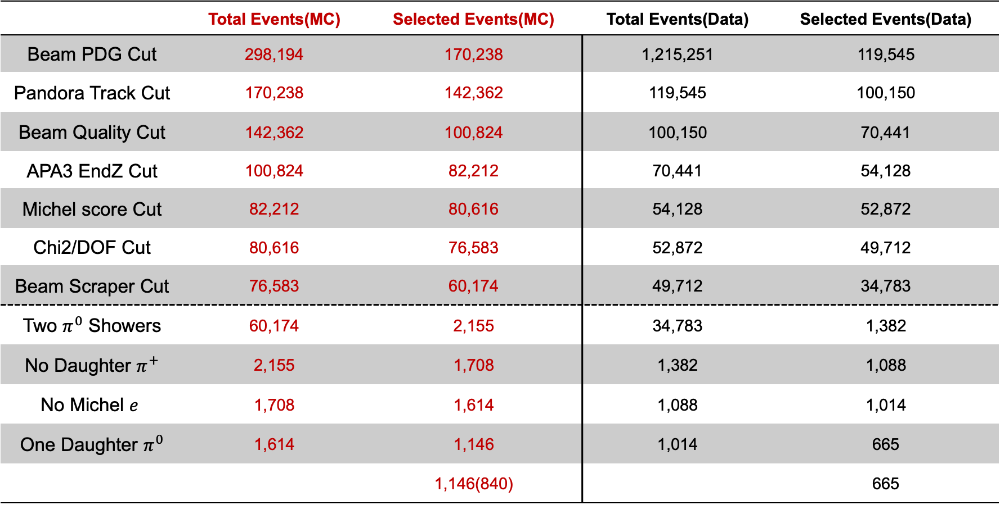 Total Events(MC) Selected Events(MC) Total Events(Data) Selected Events(Data)
Beam PDG Cut 298,194 170,238 1,215,251 119,545
Pandora Track Cut 170,238 142,362 119,545 100,150
Beam Quality Cut 142,362 100,824 100,150 70,441
APA3 EndZ Cut 100,824 82,212 70,441 54,128
Michel score Cut 82,212 80,616 54,128 52,872
Chi2/DOF Cut 80,616 76,583 52,872 49,712
Beam Scraper Cut 76,583 60,174 49,712 34,783
Two π⁰ Showers 60,174 2,155 34,783 1,382
No Daughter π⁺ 2,155 1,708 1,382 1,088
No Michel e 1,708 1,614 1,088 1,014
One Daughter π⁰ 1,614 1,146 1,014 665
1,146(840) 665